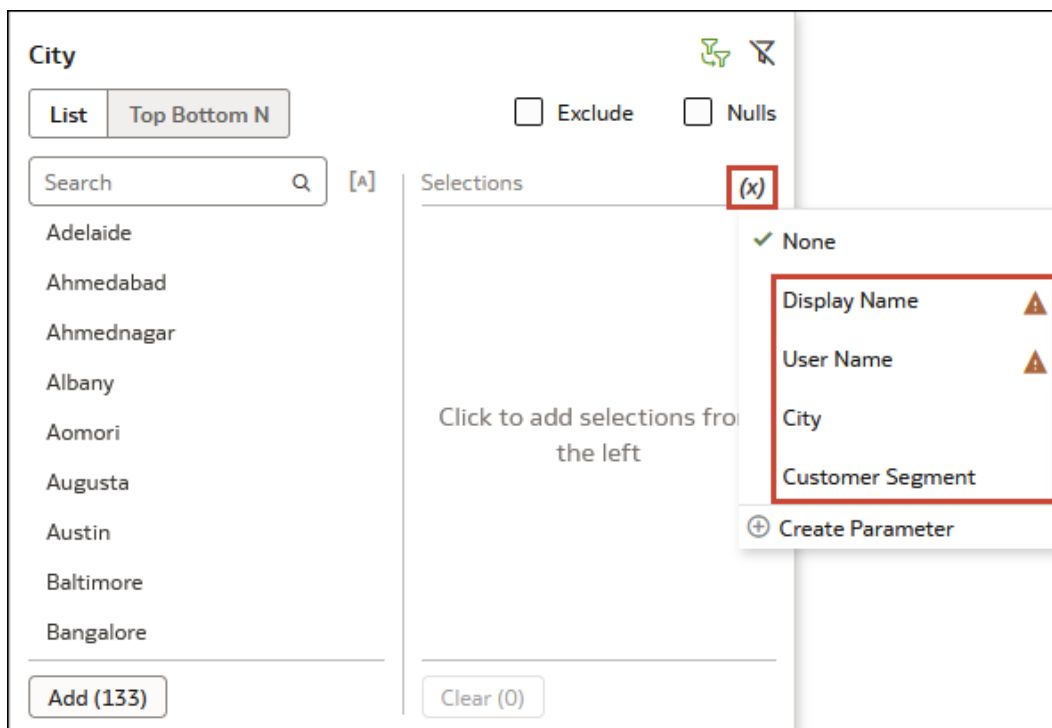 City
List
Top Bottom N
Exclude
Nulls
Search
[A]
Selections
(x)
Adelaide
Ahmedabad
Ahmednagar
Albany
Aomori
Augusta
Austin
Baltimore
Bangalore
Click to add selections fro
the left
None
Display Name
User Name
City
Customer Segment
Create Parameter
Add (133)
Clear (0)